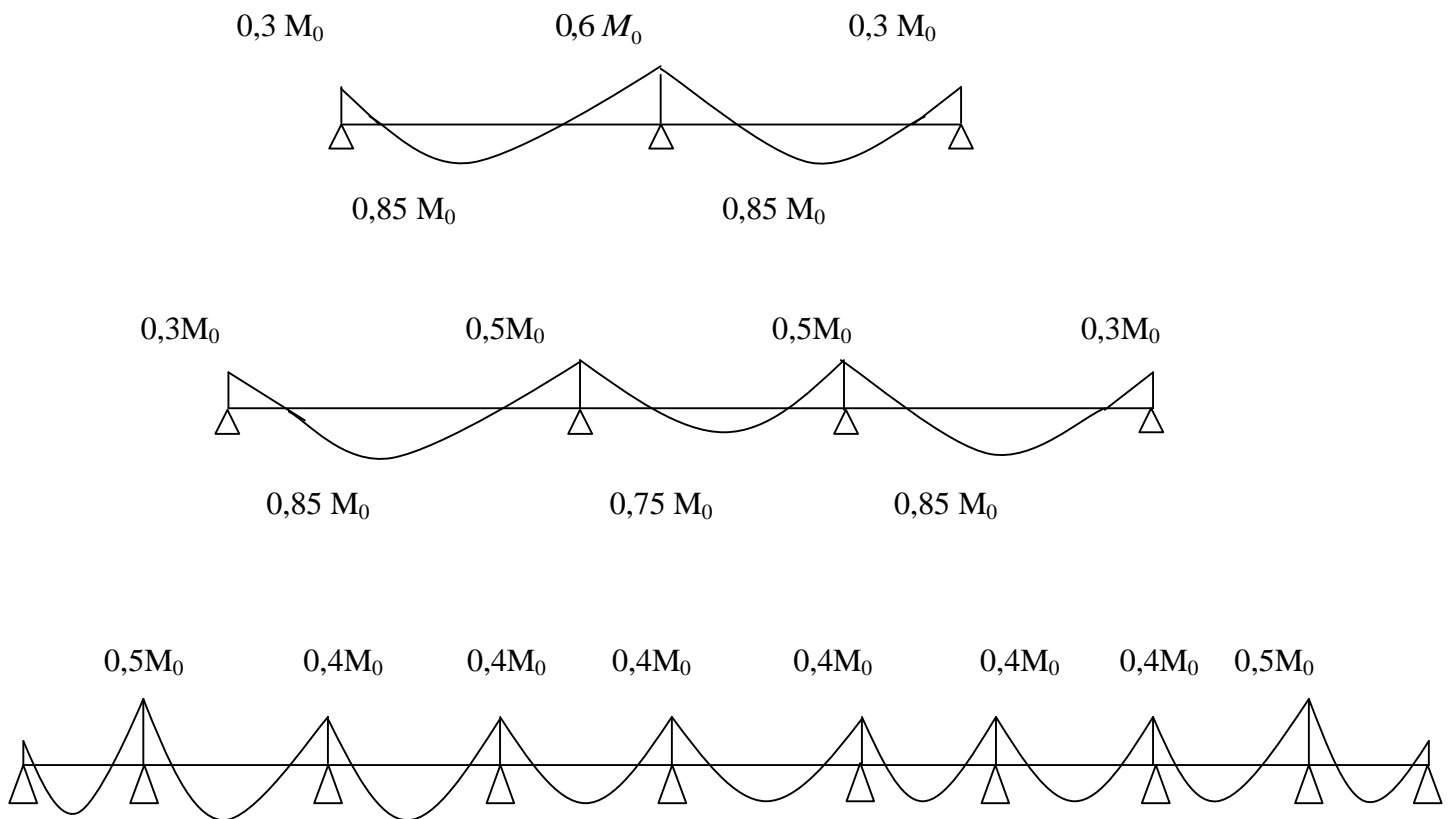 0,3 M₀ 0,6 M₀ 0,3 M₀
0,85 M₀ 0,85 M₀
0,3M₀ 0,5M₀ 0,5M₀ 0,3M₀
0,85 M₀ 0,75 M₀ 0,85 M₀
0,5M₀ 0,4M₀ 0,4M₀ 0,4M₀ 0,4M₀ 0,4M₀ 0,4M₀ 0,5M₀